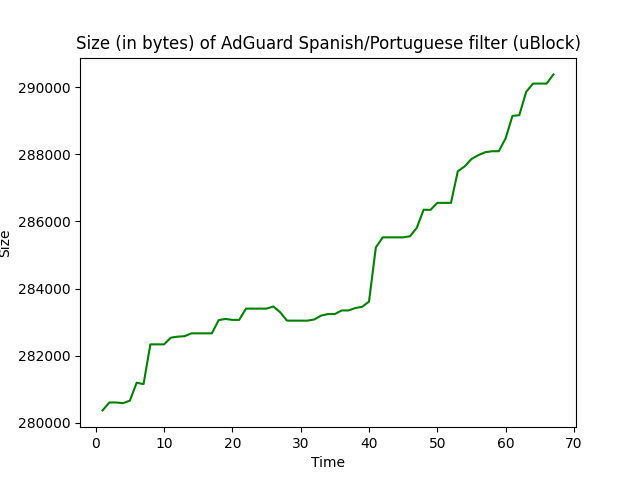 Size (in bytes) of AdGuard Spanish/Portuguese filter (uBlock)
290000
288000
286000
284000
282000
280000
Size
0 10 20 30 40 50 60 70
Time